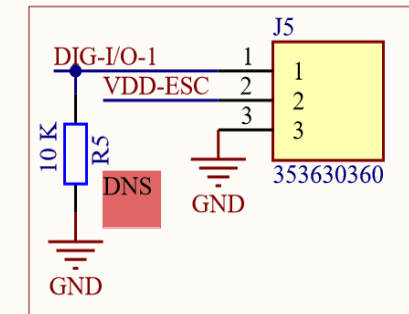 J5
DIG-I/O-1
1
1
VDD-ESC
2
2
3
3
10 K
R5
DNS
353630360
GND
GND